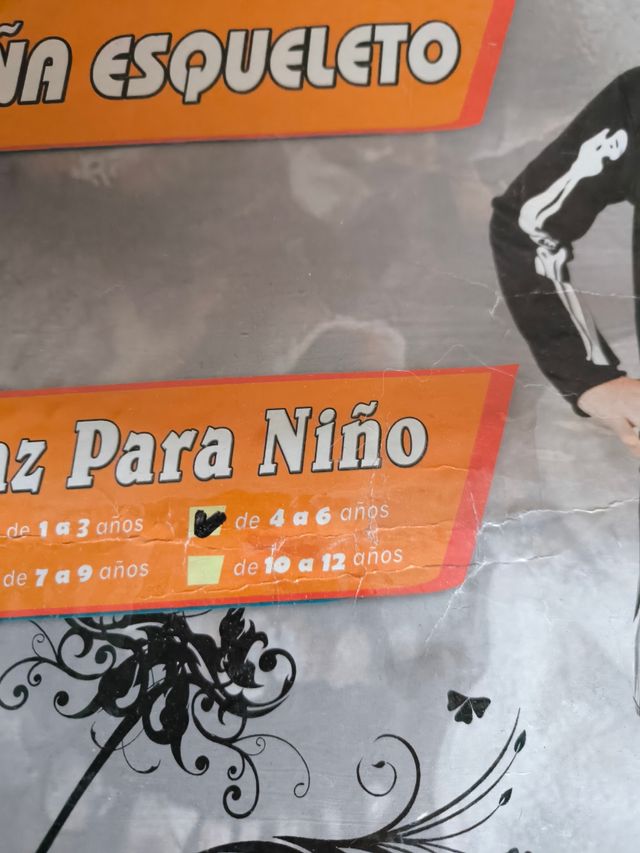 ÑA ESQUELETO
az Para Niño
de 1 a 3 años de 4 a 6 años
de 7 a 9 años de 10 a 12 años